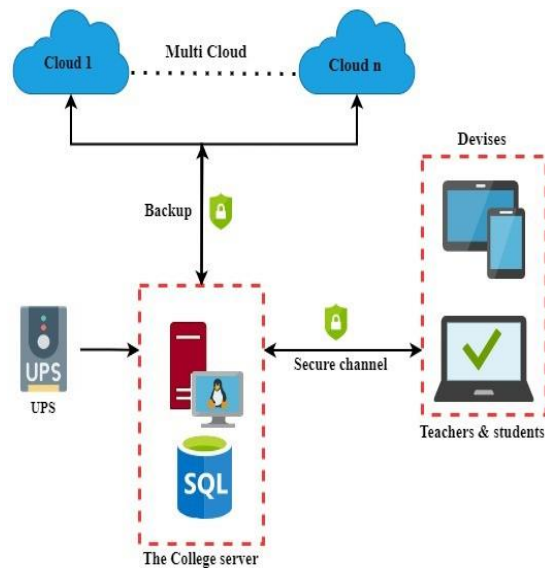 Cloud 1
Multi Cloud
Cloud n
Devises
Backup
UPS
Secure channel
UPS
SQL
Teachers & students
The College server